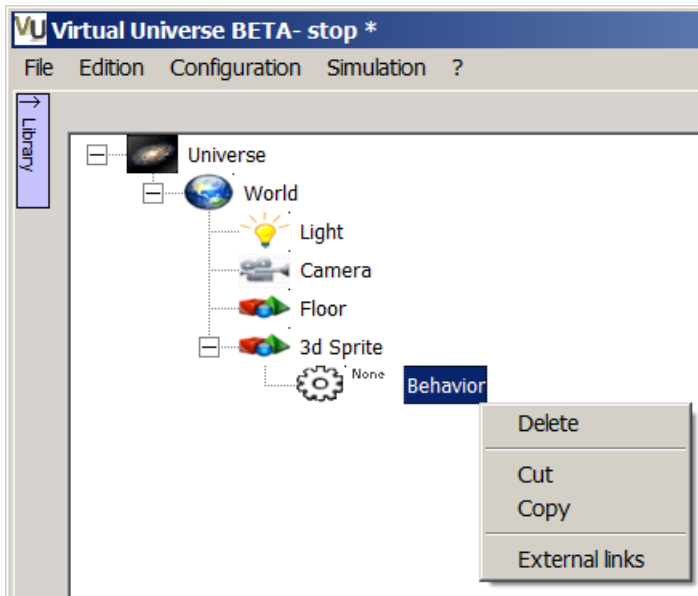 VU Virtual Universe BETA- stop *
File Edition Configuration Simulation ?
↑ Library
Universe
World
Light
Camera
Floor
3d Sprite
None Behavior
Delete
Cut
Copy
External links